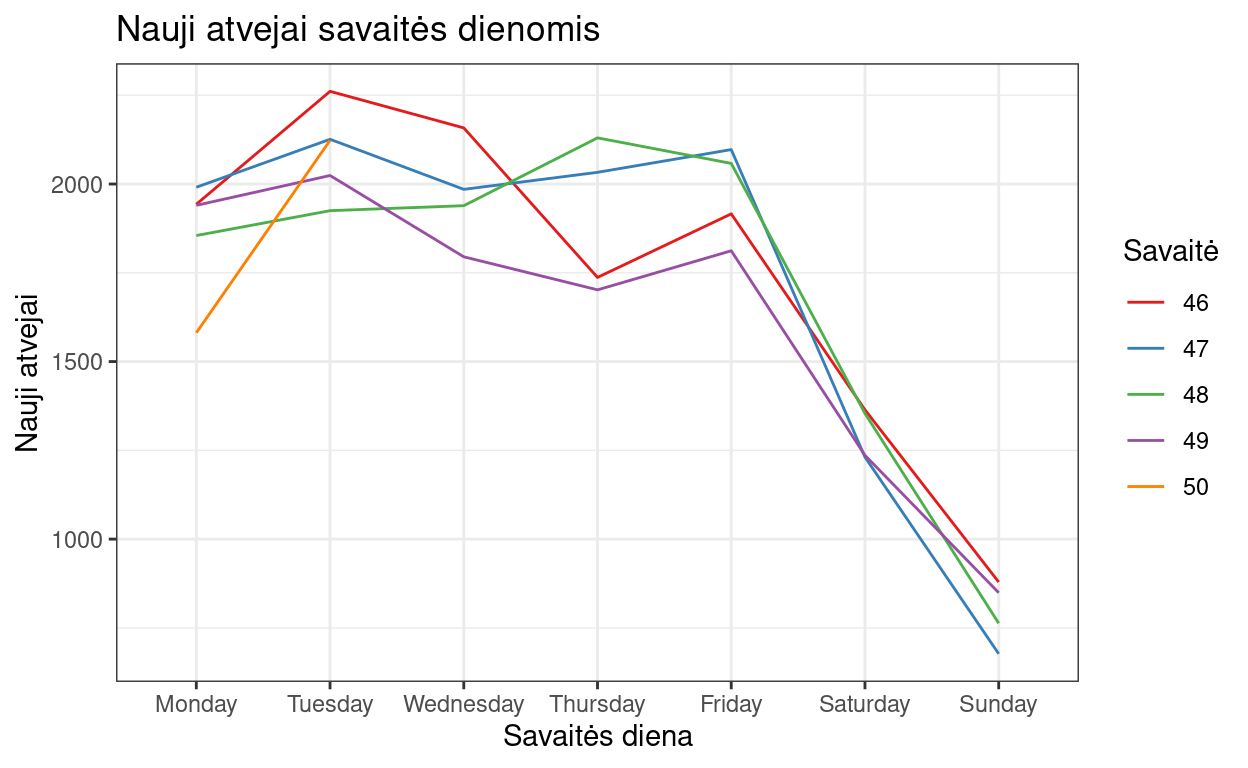 Nauji atvejai savaitės dienomis
Nauji atvejai
2000
1500
1000
Monday Tuesday Wednesday Thursday Friday Saturday Sunday
Savaitės diena
Savaitė
46
47
48
49
50